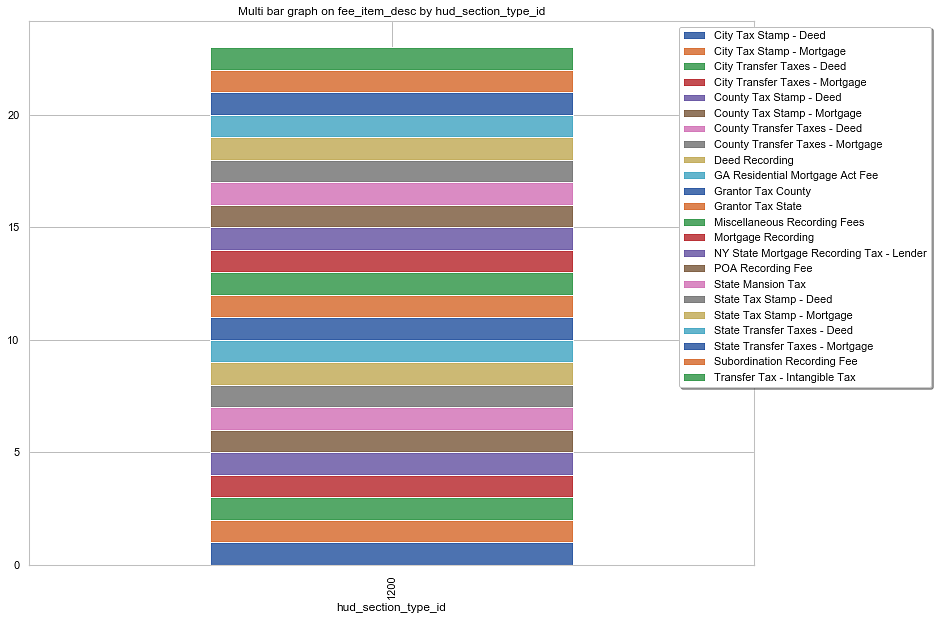 Multi bar graph on fee_item_desc by hud_section_type_id
City Tax Stamp - Deed
City Tax Stamp - Mortgage
City Transfer Taxes - Deed
City Transfer Taxes - Mortgage
County Tax Stamp - Deed
County Tax Stamp - Mortgage
County Transfer Taxes - Deed
County Transfer Taxes - Mortgage
Deed Recording
GA Residential Mortgage Act Fee
Grantor Tax County
Grantor Tax State
Miscellaneous Recording Fees
Mortgage Recording
NY State Mortgage Recording Tax - Lender
POA Recording Fee
State Mansion Tax
State Tax Stamp - Deed
State Tax Stamp - Mortgage
State Transfer Taxes - Deed
State Transfer Taxes - Mortgage
Subordination Recording Fee
Transfer Tax - Intangible Tax
20
15
10
5
0
1200
hud_section_type_id